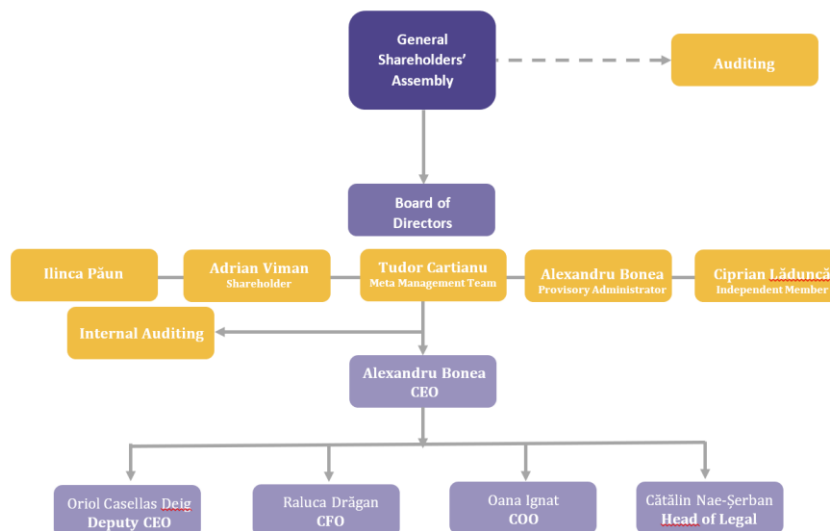 General
Shareholders'
Assembly
Auditing
Board of
Directors
Ilinca Păun
Adrian Viman
Shareholder
Tudor Cartianu
Meta Management Team
Alexandru Bonea
Provisory Administrator
Ciprian Lăduncă
Independent Member
Internal Auditing
Alexandru Bonea
CEO
Oriol Casellas Deig
Deputy CEO
Raluca Drăgan
CFO
Oana Ignat
COO
Cătălin Nae-Șerban
Head of Legal